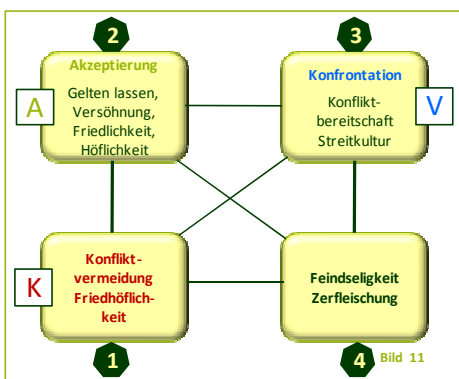 2
3
Akzeptierung
Gelten lassen,
Versöhnung,
Friedlichkeit,
Höflichkeit
A
Konfrontation
Konflikt-
bereitschaft
Streitkultur
V
K
Konflikt-
vermeidung
Friedhöflich-
keit
Feindseligkeit
Zerfleischung
1
4
Bild 11